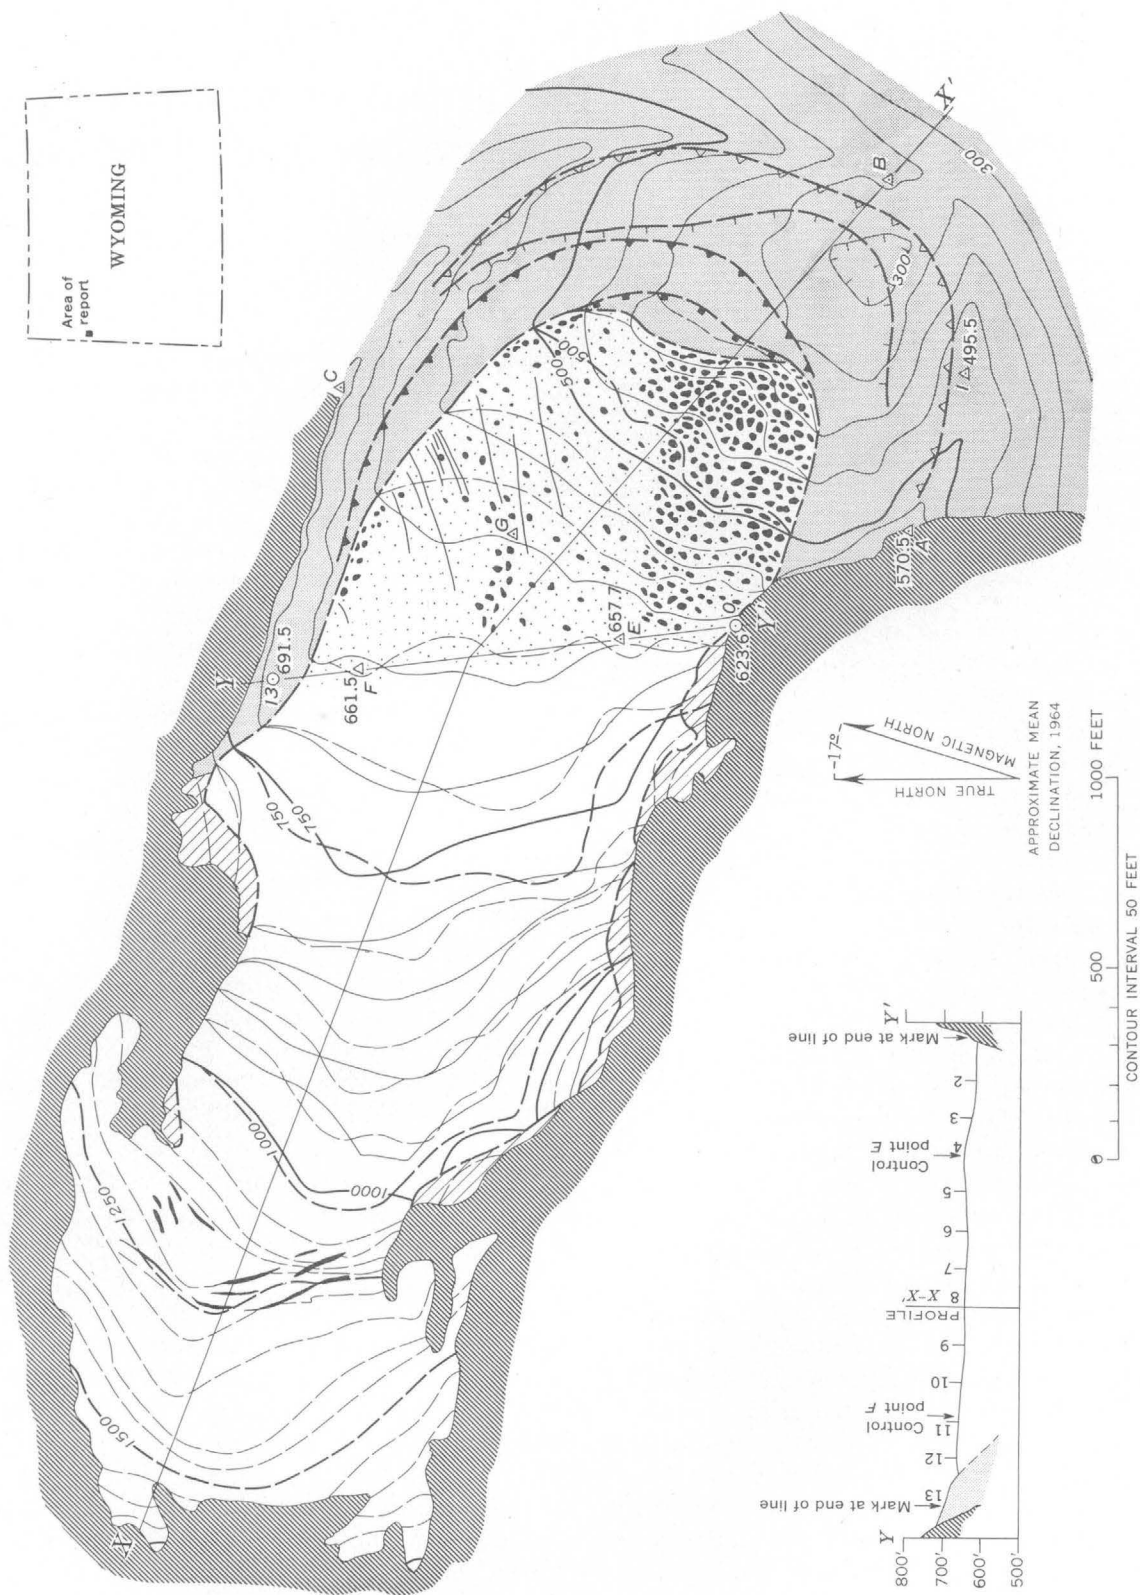 Area of
report
WYOMING
C
X'
B
300
300
500
500
I
495.5
Y
13
691.5
661.5
F
G
657.7
E
0
623.6
Y'
570.5
A
750
750
1000
1000
1250
1500
X
-17°
TRUE NORTH
MAGNETIC NORTH
APPROXIMATE MEAN
DECLINATION, 1964
0
500
1000 FEET
CONTOUR INTERVAL 50 FEET
Y
Y'
800'
700'
600'
500'
Mark at end of line
13
12
11
Control
point F
10
9
8
PROFILE
X-X'
7
6
5
4
Control
point E
3
2
Mark at end of line